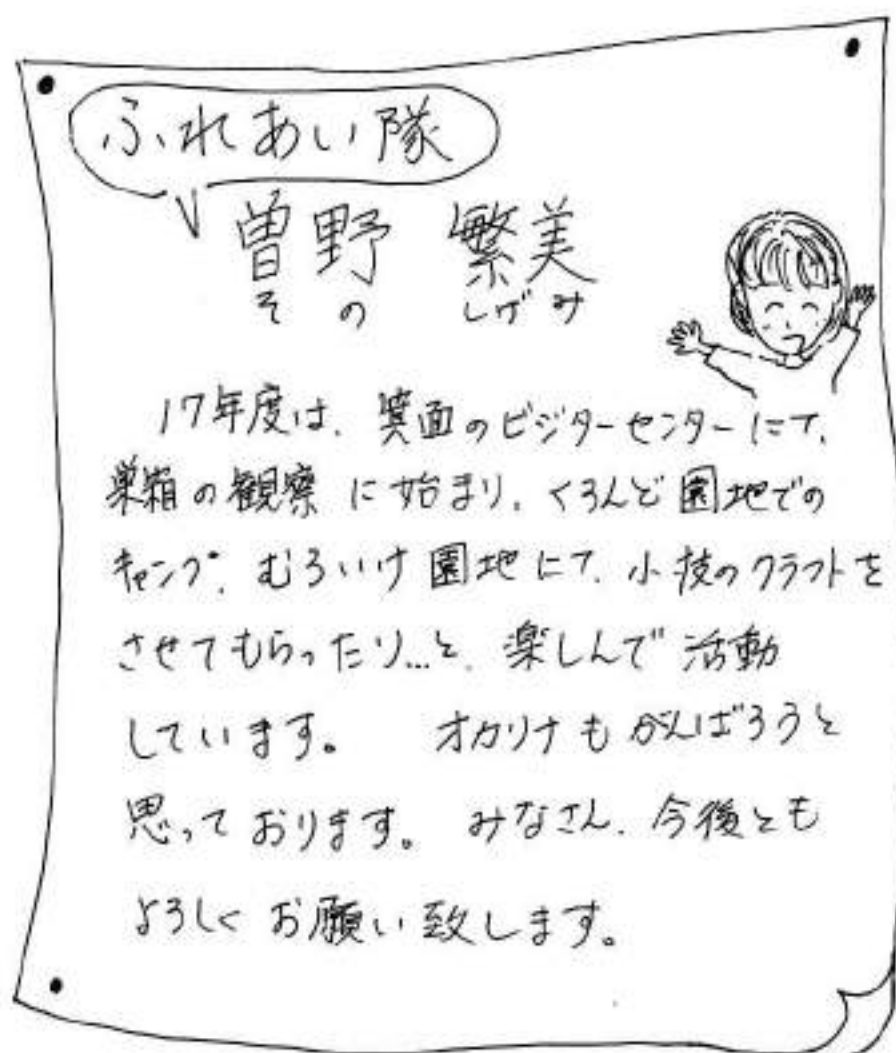 ふれあい隊
曽野 繁美
その しげみ
17年度は、箕面のビジターセンターにて、
巣箱の観察に始まり、くろんど園地での
キャンプ、むろいけ園地にて、小枝のクラフトを
させてもらったり…と、楽しんで活動
しています。 オカリナもがんばろうと
思っております。みなさん、今後とも
よろしくお願い致します。